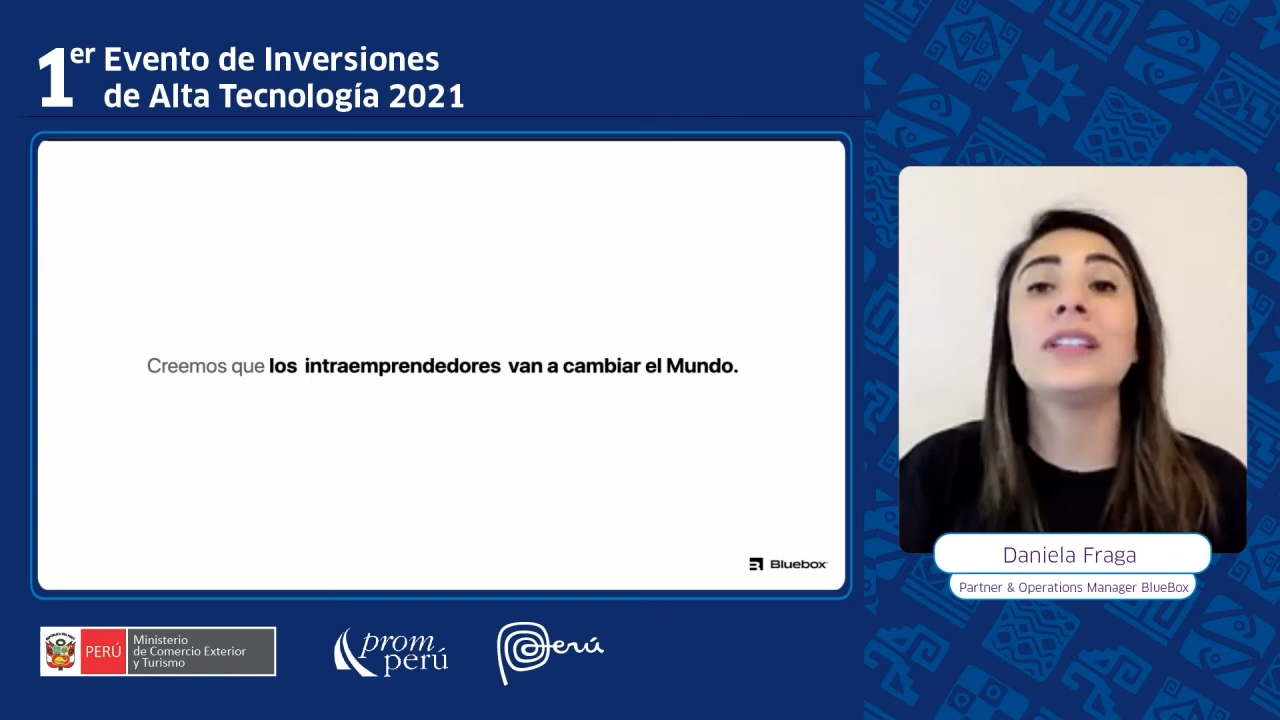 1er Evento de Inversiones
de Alta Tecnología 2021
Creemos que los intraemprendedores van a cambiar el Mundo.
Bluebox
Daniela Fraga
Partner & Operations Manager BlueBox
PERÚ
Ministerio
de Comercio Exterior
y Turismo
prom
perú
Perú